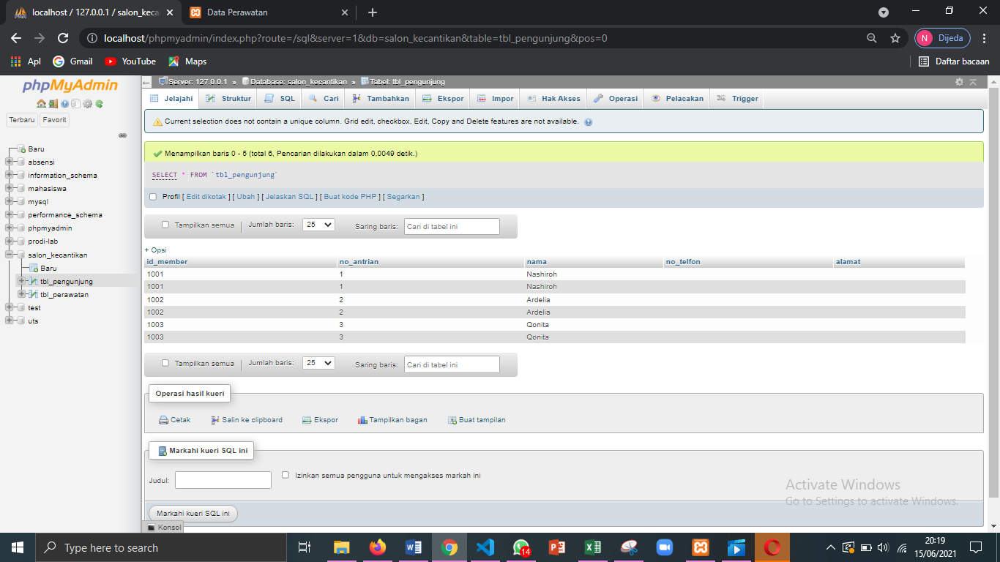 localhost / 127.0.0.1 / salon_keca
Data Perawatan
localhost/phpmyadmin/index.php?route=/sql&server=1&db=salon_kecantikan&table=tbl_pengunjung&pos=0
N Dijeda
Apl Gmail YouTube Maps Daftar bacaan
phpMyAdmin
Terbaru Favorit
Baru
absensi
information_schema
mahasiswa
mysql
performance_schema
phpmyadmin
prodi-lab
salon_kecantikan
Baru
tbl_pengunjung
tbl_perawatan
test
uts
Server: 127.0.0.1 » Database: salon_kecantikan » Tabel: tbl_pengunjung
Jelajahi Struktur SQL Cari Tambahkan Ekspor Impor Hak Akses Operasi Pelacakan Trigger
Current selection does not contain a unique column. Grid edit, checkbox, Edit, Copy and Delete features are not available.
Menampilkan baris 0 - 5 (total 6, Pencarian dilakukan dalam 0,0049 detik.)
SELECT * FROM `tbl_pengunjung`
Profil [ Edit dikotak ] [ Ubah ] [ Jelaskan SQL ] [ Buat kode PHP ] [ Segarkan ]
Tampilkan semua | Jumlah baris: 25 Saring baris: Cari di tabel ini
+ Opsi
id_member no_antrian nama no_telfon alamat
1001 1 Nashiroh
1001 1 Nashiroh
1002 2 Ardelia
1002 2 Ardelia
1003 3 Qonita
1003 3 Qonita
Tampilkan semua | Jumlah baris: 25 Saring baris: Cari di tabel ini
Operasi hasil kueri
Cetak Salin ke clipboard Ekspor Tampilkan bagan Buat tampilan
Markahi kueri SQL ini
Judul: Izinkan semua pengguna untuk mengakses markah ini
Markahi kueri SQL ini
Konsol
Activate Windows
Go to Settings to activate Windows.
Type here to search
14
20:19
15/06/2021